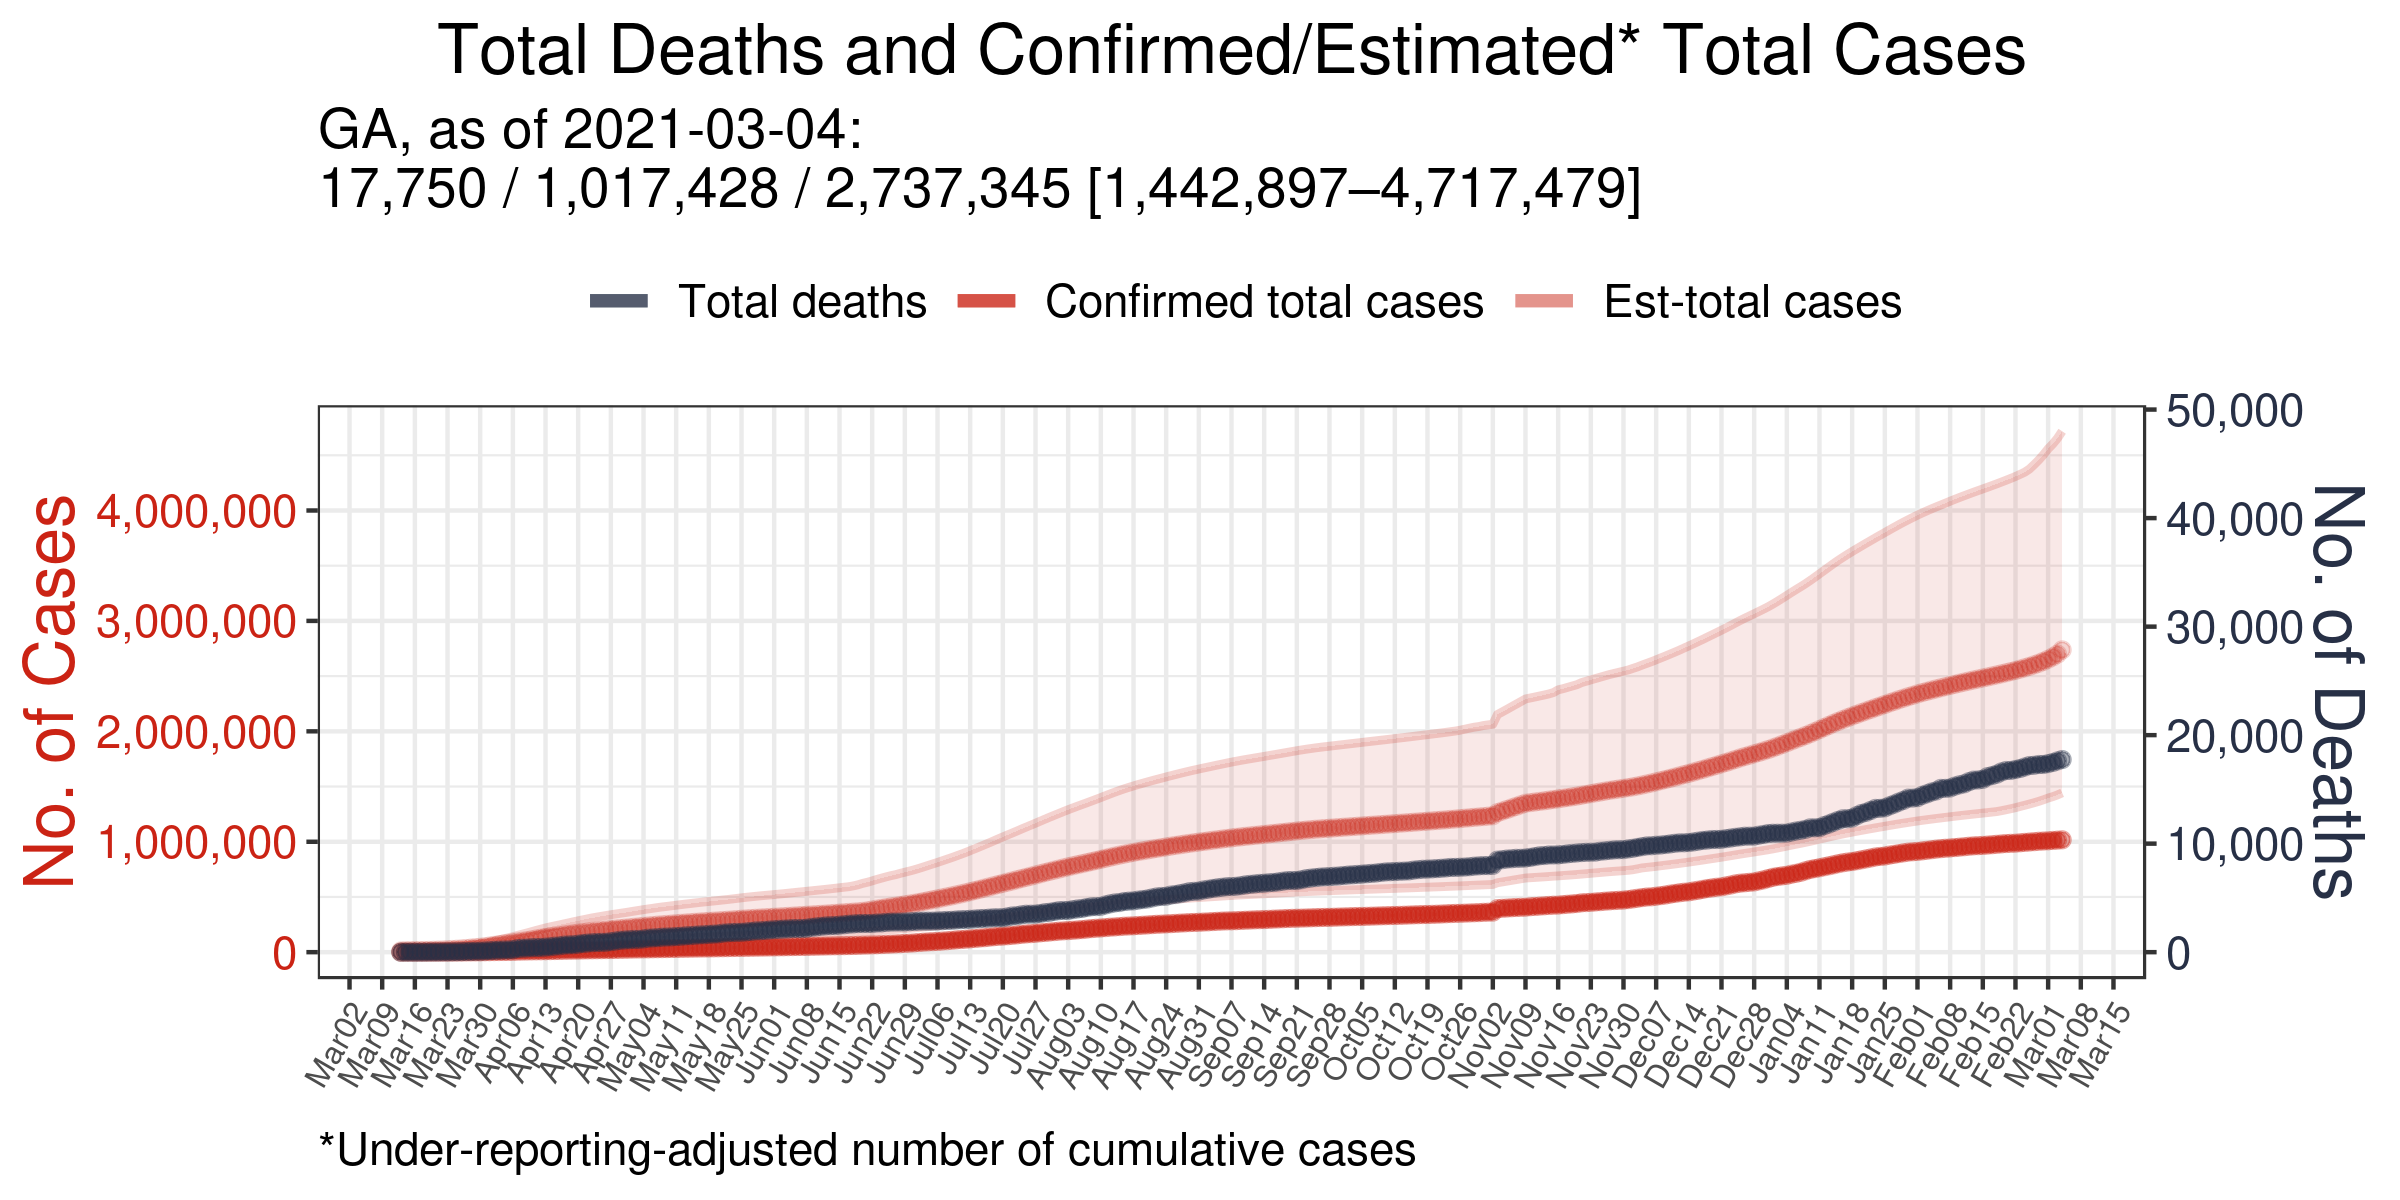 Total Deaths and Confirmed/Estimated* Total Cases
GA, as of 2021-03-04:
17,750 / 1,017,428 / 2,737,345 [1,442,897–4,717,479]
Total deaths
Confirmed total cases
Est-total cases
No. of Cases
4,000,000
3,000,000
2,000,000
1,000,000
0
50,000
40,000
30,000
20,000
10,000
0
No. of Deaths
Mar02
Mar09
Mar16
Mar23
Mar30
Apr06
Apr13
Apr20
Apr27
May04
May11
May18
May25
Jun01
Jun08
Jun15
Jun22
Jun29
Jul06
Jul13
Jul20
Jul27
Aug03
Aug10
Aug17
Aug24
Aug31
Sep07
Sep14
Sep21
Sep28
Oct05
Oct12
Oct19
Oct26
Nov02
Nov09
Nov16
Nov23
Nov30
Dec07
Dec14
Dec21
Dec28
Jan04
Jan11
Jan18
Jan25
Feb01
Feb08
Feb15
Feb22
Mar01
Mar08
Mar15
*Under-reporting-adjusted number of cumulative cases